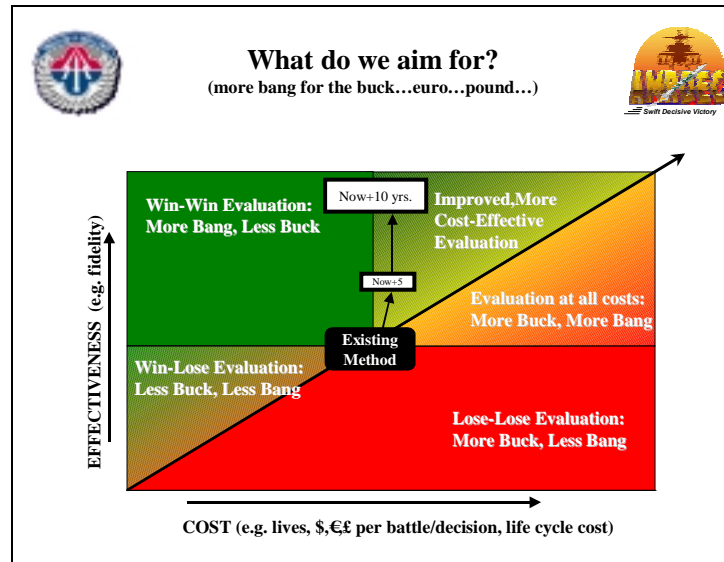 What do we aim for?
(more bang for the buck…euro…pound…)
AMRDEC
Swift Decisive Victory
Win-Win Evaluation:
More Bang, Less Buck
Now+10 yrs.
Improved,More
Cost-Effective
Evaluation
Now+5
Evaluation at all costs:
More Buck, More Bang
Existing
Method
Win-Lose Evaluation:
Less Buck, Less Bang
Lose-Lose Evaluation:
More Buck, Less Bang
EFFECTIVENESS (e.g. fidelity)
COST (e.g. lives, $,€,£ per battle/decision, life cycle cost)